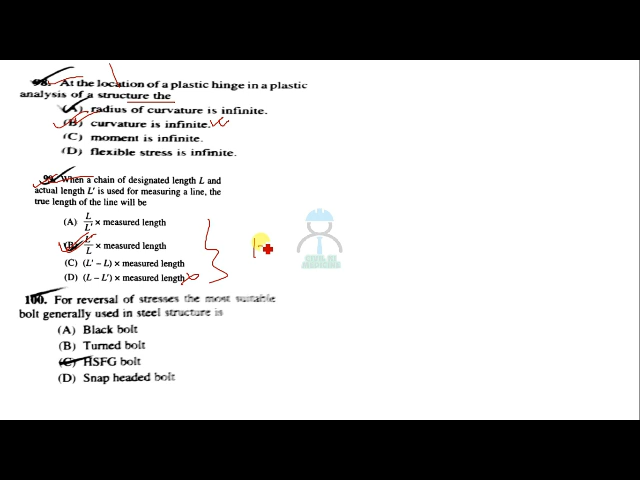 98. At the location of a plastic hinge in a plastic
analysis of a structure the
(A) radius of curvature is infinite.
(B) curvature is infinite.
(C) moment is infinite.
(D) flexible stress is infinite.
99. When a chain of designated length L and
actual length L' is used for measuring a line, the
true length of the line will be
(A) L/L' × measured length
(B) L'/L × measured length
(C) (L' – L) × measured length
(D) (L – L') × measured length
100. For reversal of stresses the most suitable
bolt generally used in steel structure is
(A) Black bolt
(B) Turned bolt
(C) HSFG bolt
(D) Snap headed bolt
CIVIL BE
MEDICINE